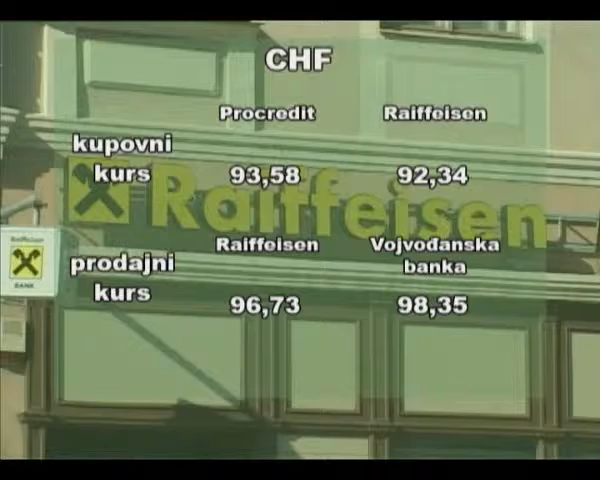 CHF
Procredit Raiffeisen
kupovni
kurs 93,58 92,34
Raiffeisen
Raiffeisen Vojvođanska
prodajni banka
kurs 96,73 98,35
Raiffeisen
BANK